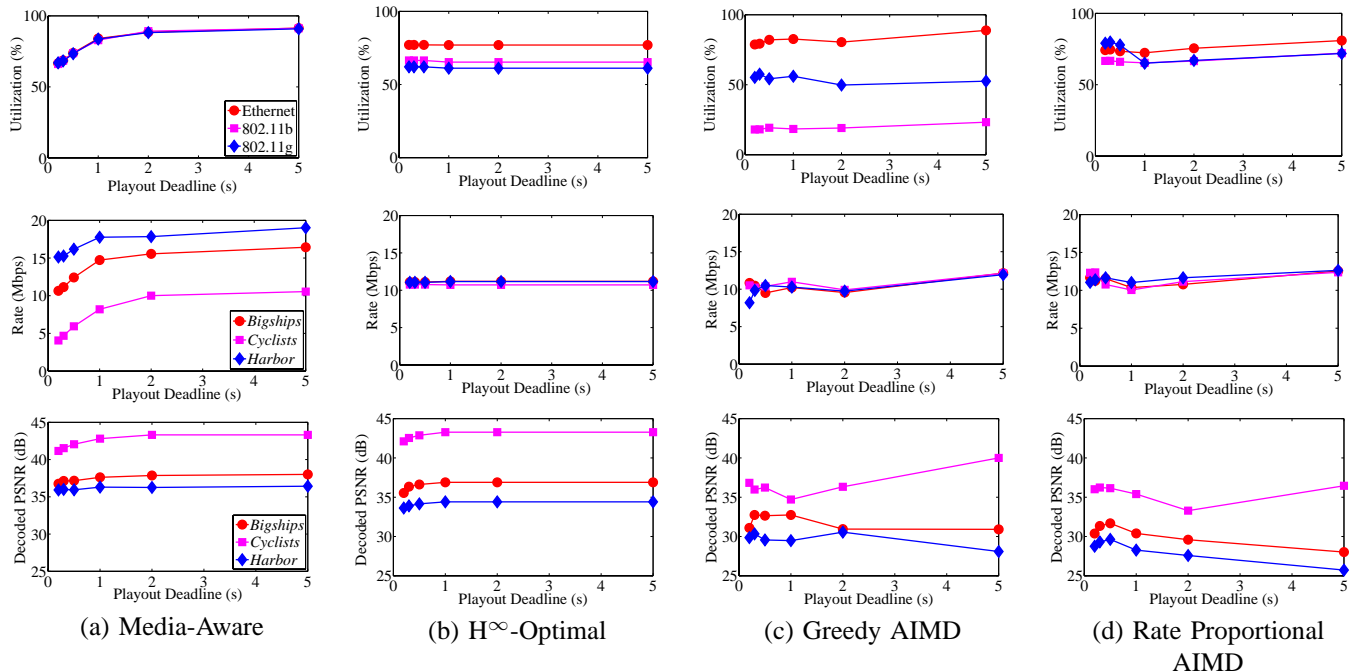 100
50
0
Utilization (%)
Ethernet
802.11b
802.11g
0 1 2 3 4 5
Playout Deadline (s)
100
50
0
Utilization (%)
0 1 2 3 4 5
Playout Deadline (s)
100
50
0
Utilization (%)
0 1 2 3 4 5
Playout Deadline (s)
100
50
0
Utilization (%)
0 1 2 3 4 5
Playout Deadline (s)
20
15
10
5
0
Rate (Mbps)
Bigships
Cyclists
Harbor
0 1 2 3 4 5
Playout Deadline (s)
20
15
10
5
0
Rate (Mbps)
0 1 2 3 4 5
Playout Deadline (s)
20
15
10
5
0
Rate (Mbps)
0 1 2 3 4 5
Playout Deadline (s)
20
15
10
5
0
Rate (Mbps)
0 1 2 3 4 5
Playout Deadline (s)
45
40
35
30
25
Decoded PSNR (dB)
Bigships
Cyclists
Harbor
0 1 2 3 4 5
Playout Deadline (s)
45
40
35
30
25
Decoded PSNR (dB)
0 1 2 3 4 5
Playout Deadline (s)
45
40
35
30
25
Decoded PSNR (dB)
0 1 2 3 4 5
Playout Deadline (s)
45
40
35
30
25
Decoded PSNR (dB)
0 1 2 3 4 5
Playout Deadline (s)
(a) Media-Aware
(b) H∞-Optimal
(c) Greedy AIMD
(d) Rate Proportional
AIMD